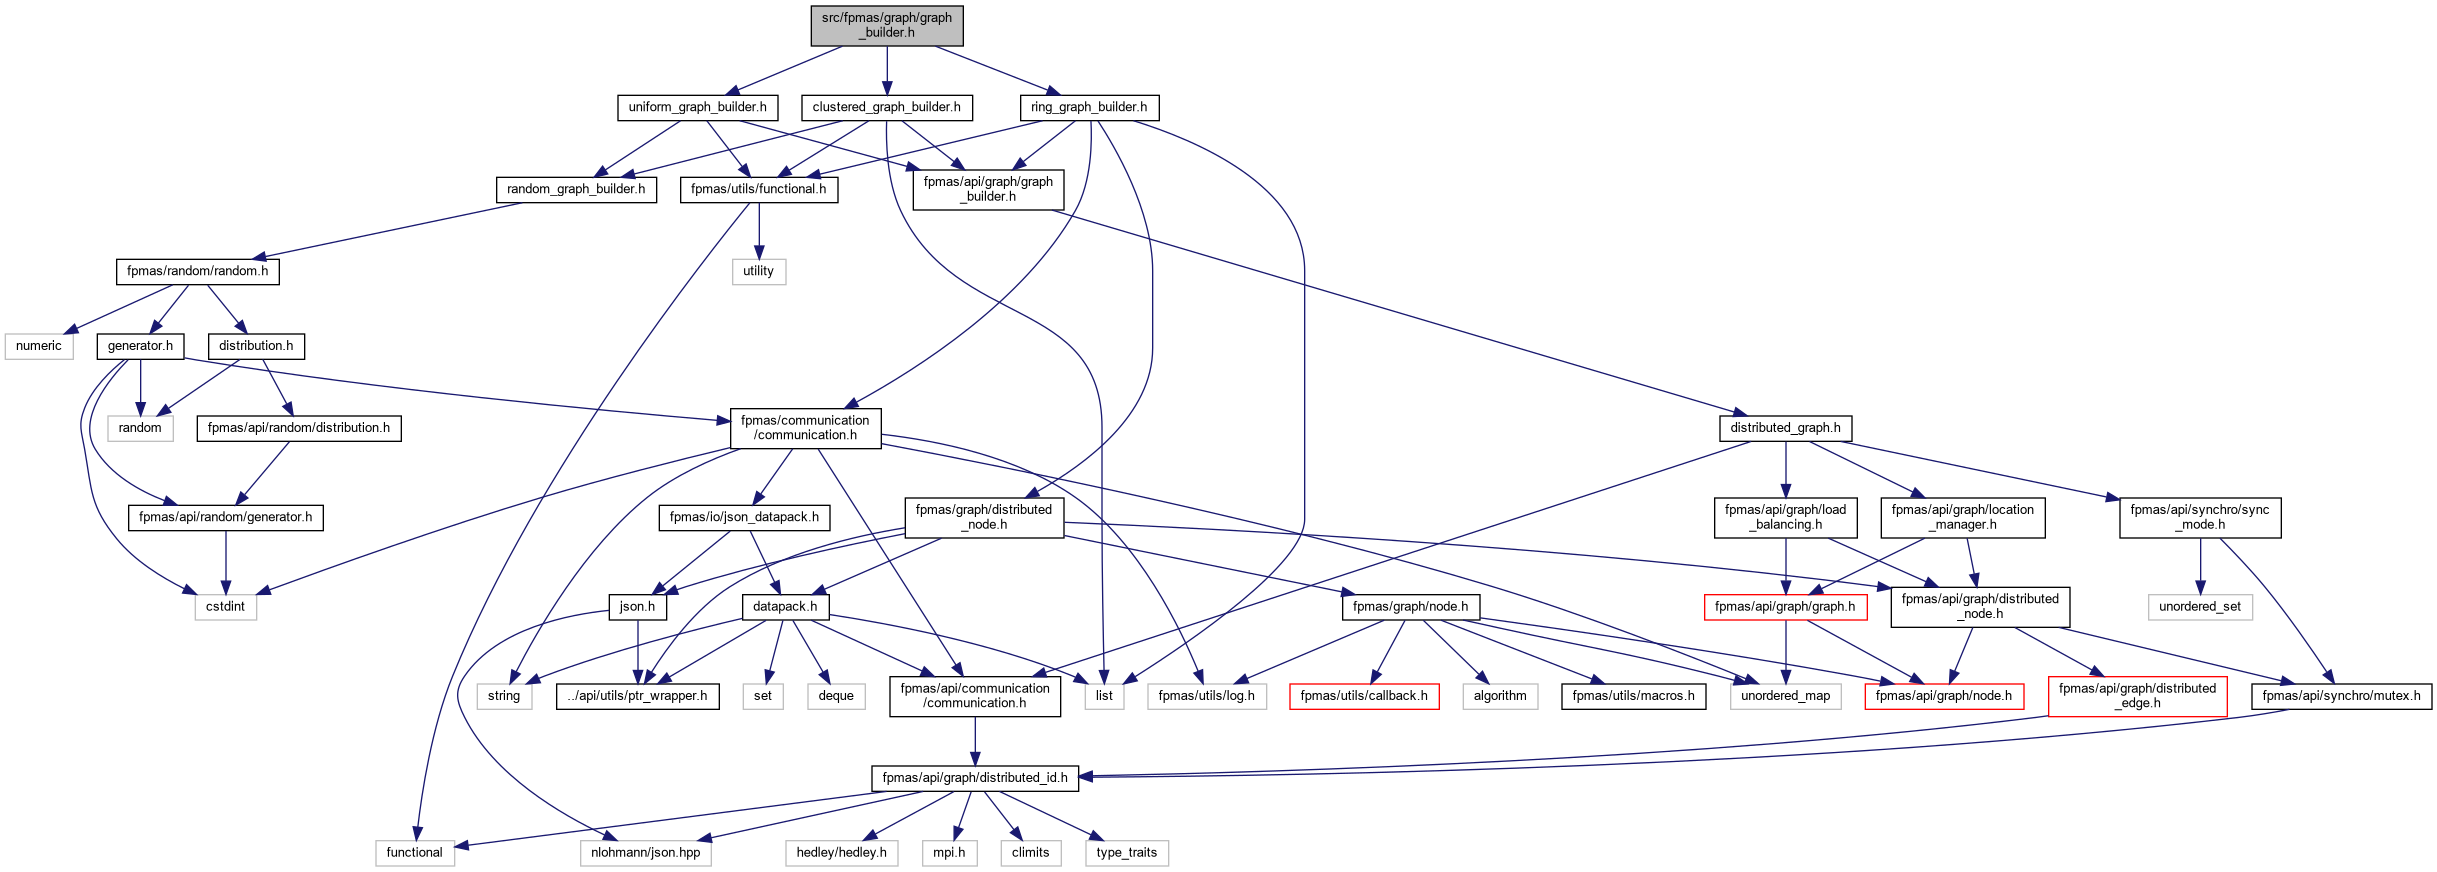 src/fpmas/graph/graph
_builder.h
uniform_graph_builder.h
clustered_graph_builder.h
ring_graph_builder.h
random_graph_builder.h
fpmas/utils/functional.h
fpmas/api/graph/graph
_builder.h
fpmas/random/random.h
utility
numeric
generator.h
distribution.h
random
fpmas/api/random/distribution.h
fpmas/communication
/communication.h
distributed_graph.h
fpmas/api/random/generator.h
fpmas/io/json_datapack.h
fpmas/graph/distributed
_node.h
fpmas/api/graph/load
_balancing.h
fpmas/api/graph/location
_manager.h
fpmas/api/synchro/sync
_mode.h
cstdint
json.h
datapack.h
fpmas/graph/node.h
fpmas/api/graph/graph.h
fpmas/api/graph/distributed
_node.h
unordered_set
string
../api/utils/ptr_wrapper.h
set
deque
fpmas/api/communication
/communication.h
list
fpmas/utils/log.h
fpmas/utils/callback.h
algorithm
fpmas/utils/macros.h
unordered_map
fpmas/api/graph/node.h
fpmas/api/graph/distributed
_edge.h
fpmas/api/synchro/mutex.h
fpmas/api/graph/distributed_id.h
functional
nlohmann/json.hpp
hedley/hedley.h
mpi.h
climits
type_traits